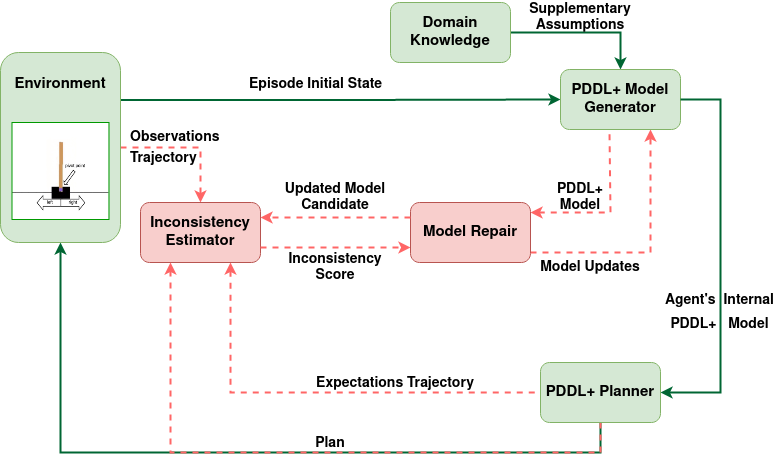 Domain
Knowledge
Supplementary
Assumptions
Environment
Episode Initial State
PDDL+ Model
Generator
Observations
Trajectory
pivot point
left
right
Updated Model
Candidate
PDDL+
Model
Inconsistency
Estimator
Model Repair
Inconsistency
Score
Model Updates
Agent's Internal
PDDL+ Model
Expectations Trajectory
PDDL+ Planner
Plan